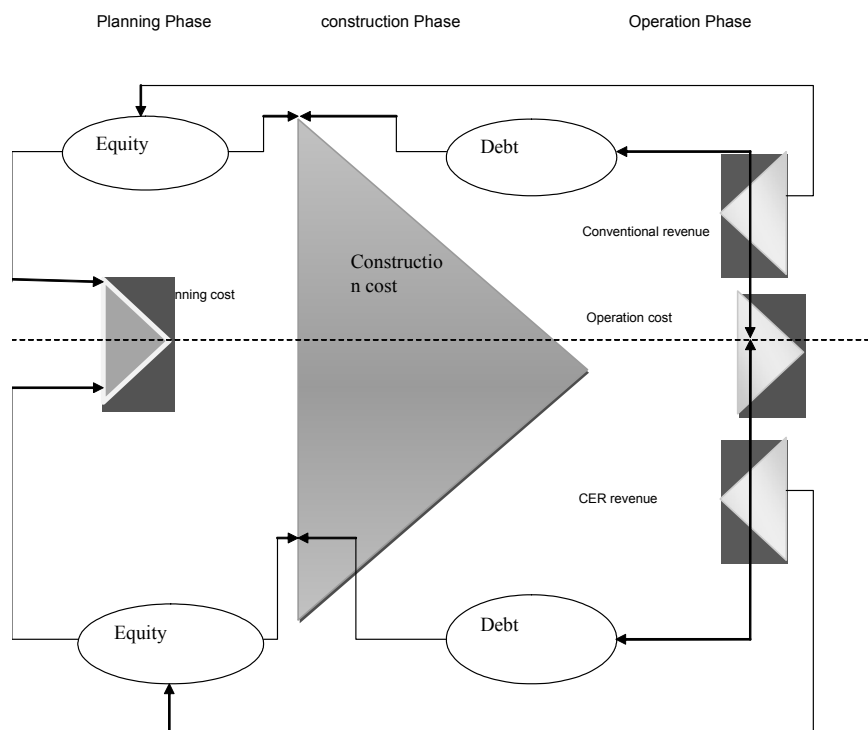 Planning Phase
construction Phase
Operation Phase
Equity
Debt
Conventional revenue
Constructio
n cost
nning cost
Operation cost
CER revenue
Equity
Debt